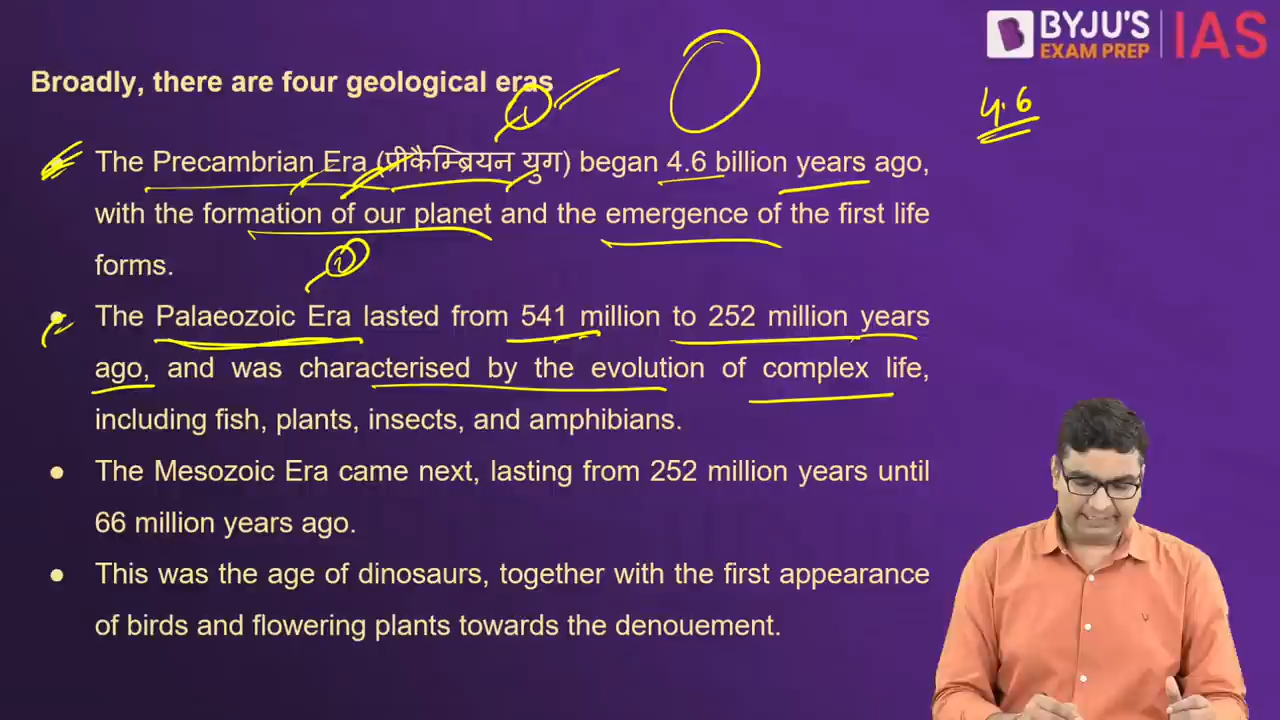 BYJU'S
EXAM PREP
IAS
4.6
Broadly, there are four geological eras
1
● The Precambrian Era (प्रीकैम्ब्रियन युग) began 4.6 billion years ago,
with the formation of our planet and the emergence of the first life
forms.
2
● The Palaeozoic Era lasted from 541 million to 252 million years
ago, and was characterised by the evolution of complex life,
including fish, plants, insects, and amphibians.
● The Mesozoic Era came next, lasting from 252 million years until
66 million years ago.
● This was the age of dinosaurs, together with the first appearance
of birds and flowering plants towards the denouement.